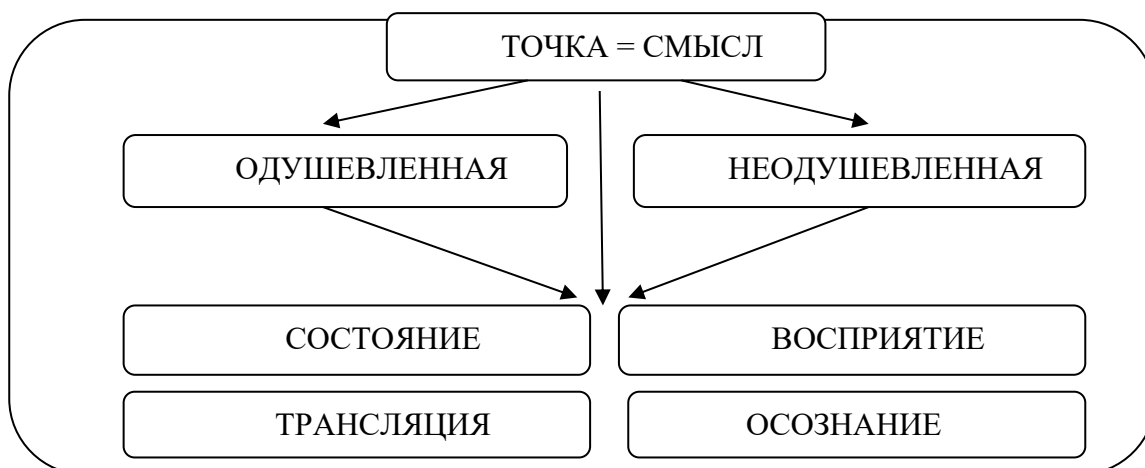 ТОЧКА = СМЫСЛ
ОДУШЕВЛЕННАЯ
НЕОДУШЕВЛЕННАЯ
СОСТОЯНИЕ
ВОСПРИЯТИЕ
ТРАНСЛЯЦИЯ
ОСОЗНАНИЕ